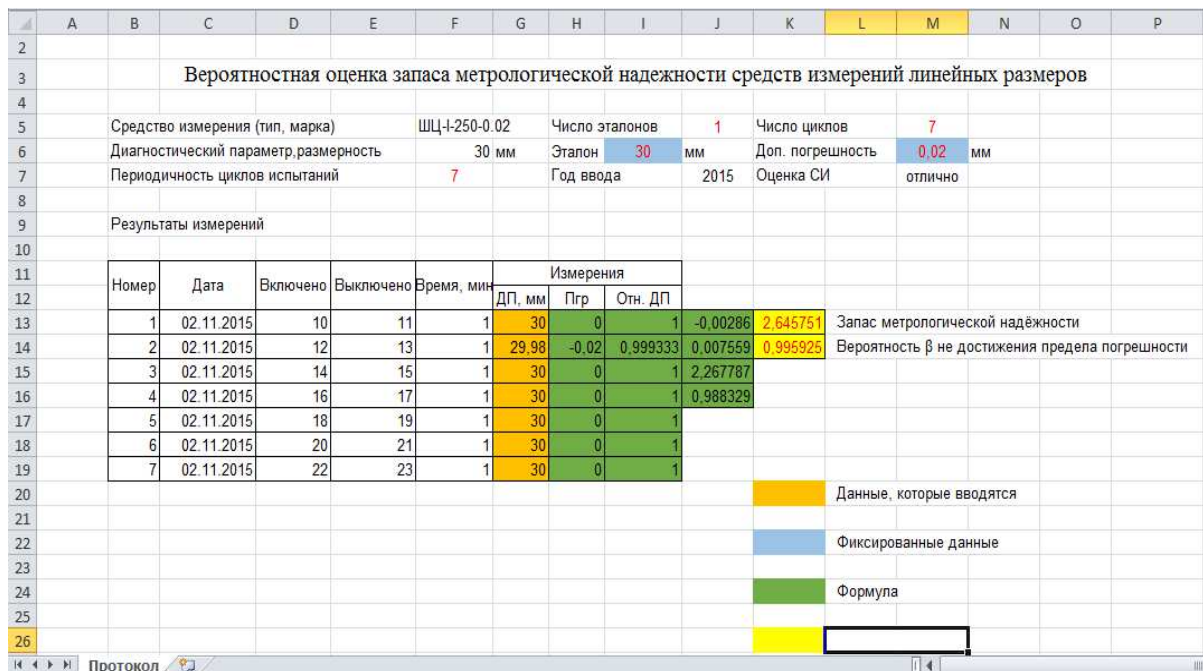 A B C D E F G H I J K L M N O P
2
3 Вероятностная оценка запаса метрологической надежности средств измерений линейных размеров
4
5 Средство измерения (тип, марка) ШЦ-I-250-0.02 Число эталонов 1 Число циклов 7
6 Диагностический параметр,размерность 30 мм Эталон 30 мм Доп. погрешность 0,02 мм
7 Периодичность циклов испытаний 7 Год ввода 2015 Оценка СИ отлично
8
9 Результаты измерений
10
11 Номер Дата Включено Выключено Время, мин Измерения
12 ДП, мм Пгр Отн. ДП
13 1 02.11.2015 10 11 1 30 0 1 -0,00286 2,645751 Запас метрологической надёжности
14 2 02.11.2015 12 13 1 29,98 -0,02 0,999333 0,007559 0,995925 Вероятность β не достижения предела погрешности
15 3 02.11.2015 14 15 1 30 0 1 2,267787
16 4 02.11.2015 16 17 1 30 0 1 0,988329
17 5 02.11.2015 18 19 1 30 0 1
18 6 02.11.2015 20 21 1 30 0 1
19 7 02.11.2015 22 23 1 30 0 1
20 Данные, которые вводятся
21
22 Фиксированные данные
23
24 Формула
25
26
Протокол